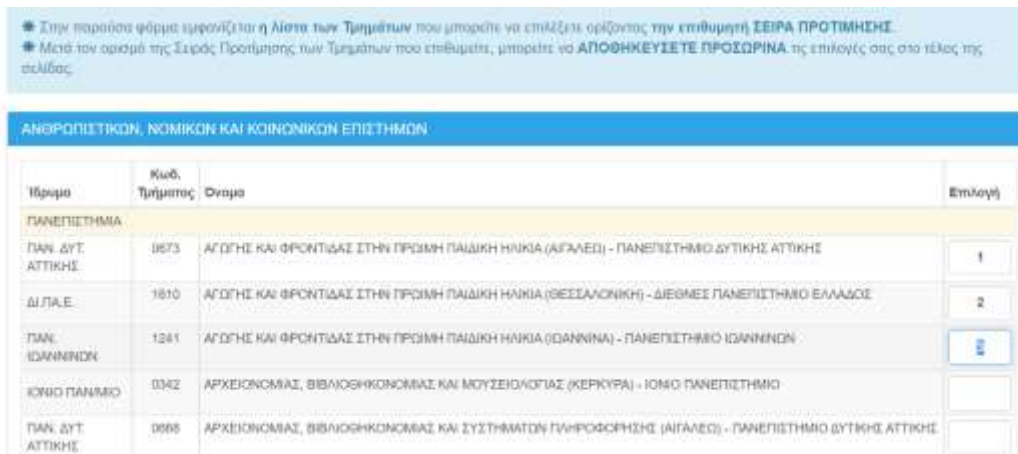 Στην παρούσα φόρμα εμφανίζεται η λίστα των Τμημάτων που μπορείτε να επιλέξετε ορίζοντας την επιθυμητή ΣΕΙΡΑ ΠΡΟΤΙΜΗΣΗΣ.
Μετά τον ορισμό της Σειράς Προτίμησης των Τμημάτων που επιθυμείτε, μπορείτε να ΑΠΟΘΗΚΕΥΣΕΤΕ ΠΡΟΣΩΡΙΝΑ τις επιλογές σας στο τέλος της
σελίδας.
ΑΝΘΡΩΠΙΣΤΙΚΩΝ, ΝΟΜΙΚΩΝ ΚΑΙ ΚΟΙΝΩΝΙΚΩΝ ΕΠΙΣΤΗΜΩΝ
Ίδρυμα Κωδ. Τμήματος Όνομα Επιλογή
ΠΑΝΕΠΙΣΤΗΜΙΑ
ΠΑΝ. ΔΥΤ. ΑΤΤΙΚΗΣ 0673 ΑΓΩΓΗΣ ΚΑΙ ΦΡΟΝΤΙΔΑΣ ΣΤΗΝ ΠΡΩΙΜΗ ΠΑΙΔΙΚΗ ΗΛΙΚΙΑ (ΑΙΓΑΛΕΩ) - ΠΑΝΕΠΙΣΤΗΜΙΟ ΔΥΤΙΚΗΣ ΑΤΤΙΚΗΣ 1
ΔΙ.ΠΑ.Ε. 1610 ΑΓΩΓΗΣ ΚΑΙ ΦΡΟΝΤΙΔΑΣ ΣΤΗΝ ΠΡΩΙΜΗ ΠΑΙΔΙΚΗ ΗΛΙΚΙΑ (ΘΕΣΣΑΛΟΝΙΚΗ) - ΔΙΕΘΝΕΣ ΠΑΝΕΠΙΣΤΗΜΙΟ ΕΛΛΑΔΟΣ 2
ΠΑΝ. ΙΩΑΝΝΙΝΩΝ 1241 ΑΓΩΓΗΣ ΚΑΙ ΦΡΟΝΤΙΔΑΣ ΣΤΗΝ ΠΡΩΙΜΗ ΠΑΙΔΙΚΗ ΗΛΙΚΙΑ (ΙΩΑΝΝΙΝΑ) - ΠΑΝΕΠΙΣΤΗΜΙΟ ΙΩΑΝΝΙΝΩΝ
ΙΟΝΙΟ ΠΑΝ/ΜΙΟ 0342 ΑΡΧΕΙΟΝΟΜΙΑΣ, ΒΙΒΛΙΟΘΗΚΟΝΟΜΙΑΣ ΚΑΙ ΜΟΥΣΕΙΟΛΟΓΙΑΣ (ΚΕΡΚΥΡΑ) - ΙΟΝΙΟ ΠΑΝΕΠΙΣΤΗΜΙΟ
ΠΑΝ. ΔΥΤ. ΑΤΤΙΚΗΣ 0668 ΑΡΧΕΙΟΝΟΜΙΑΣ, ΒΙΒΛΙΟΘΗΚΟΝΟΜΙΑΣ ΚΑΙ ΣΥΣΤΗΜΑΤΩΝ ΠΛΗΡΟΦΟΡΗΣΗΣ (ΑΙΓΑΛΕΩ) - ΠΑΝΕΠΙΣΤΗΜΙΟ ΔΥΤΙΚΗΣ ΑΤΤΙΚΗΣ